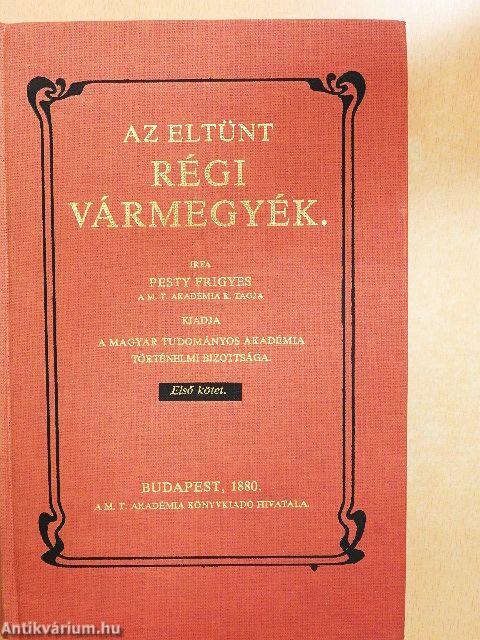 AZ ELTÜNT
RÉGI
VÁRMEGYÉK.
IRTA
PESTY FRIGYES
A M. T. AKADÉMIA R. TAGJA
KIADJA
A MAGYAR TUDOMÁNYOS AKADÉMIA
TÖRTÉNELMI BIZOTTSÁGA.
Első kötet.
BUDAPEST, 1880.
A M. T. AKADÉMIA KÖNYVKIADÓ HIVATALA.
Antikvárium.hu